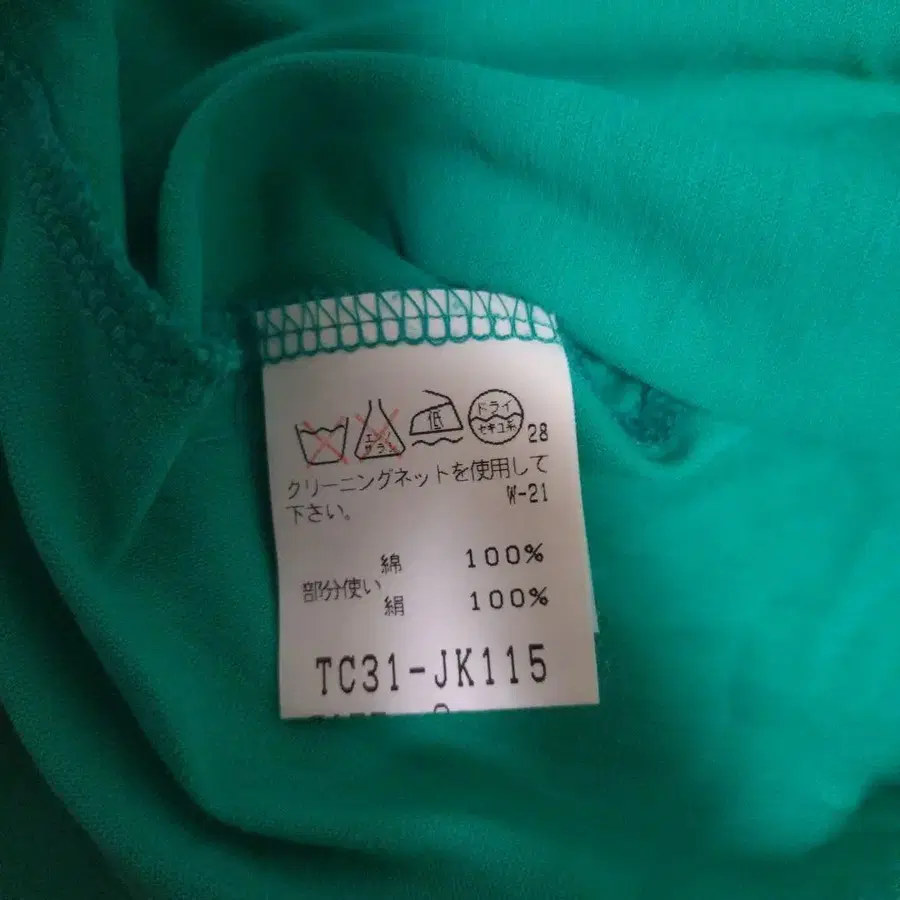 エンソ
サラシ
低
ドライ
セキユ系
28
クリーニングネットを使用して
下さい。
W-21
綿 100%
部分使い
絹 100%
TC31-JK115